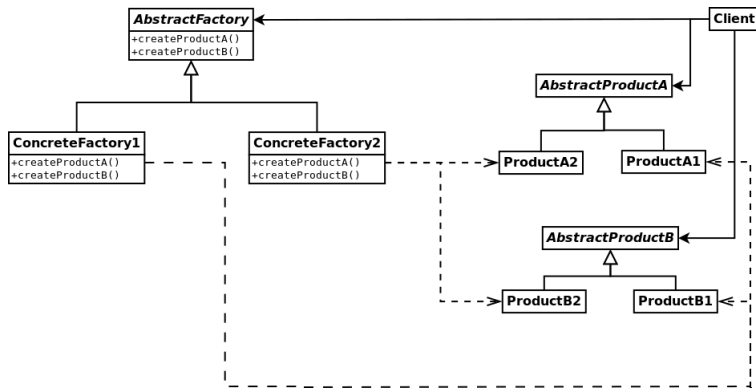 AbstractFactory
+createProductA()
+createProductB()
Client
AbstractProductA
ConcreteFactory1
+createProductA()
+createProductB()
ConcreteFactory2
+createProductA()
+createProductB()
ProductA2
ProductA1
AbstractProductB
ProductB2
ProductB1